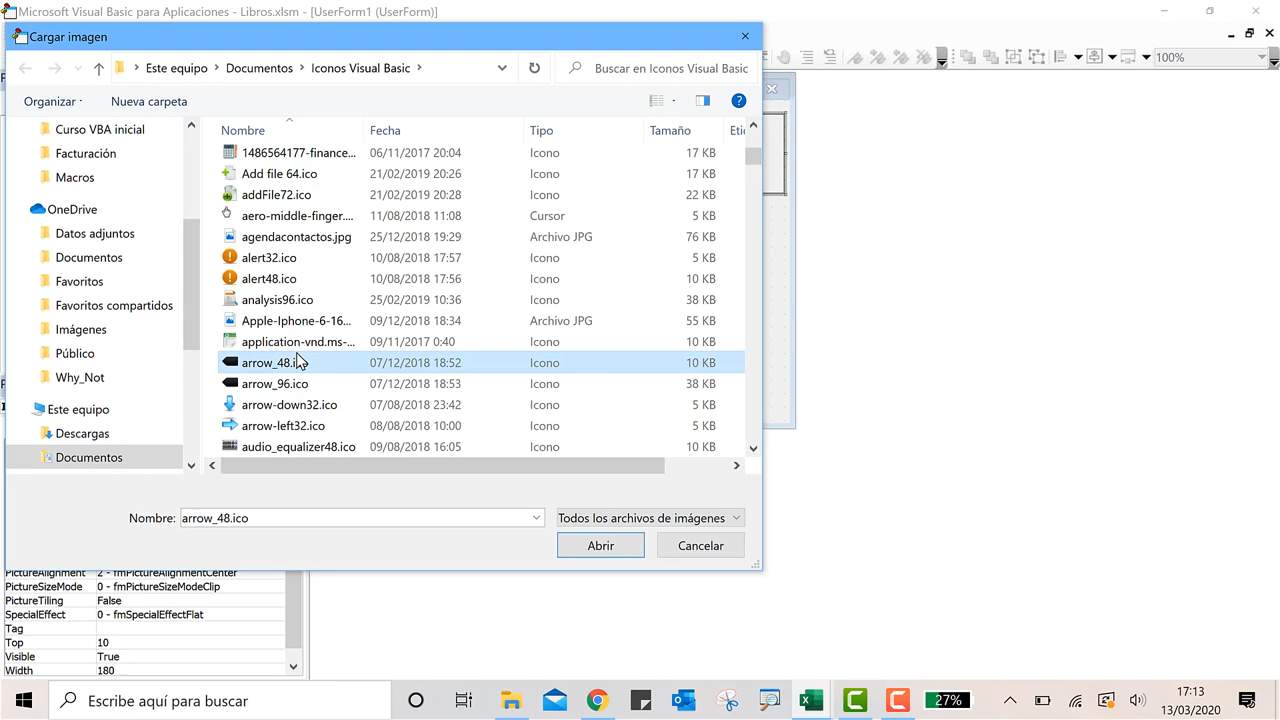 Microsoft Visual Basic para Aplicaciones - Libros.xlsm - [UserForm1 (UserForm)]
Cargar imagen
Este equipo > Documentos > Iconos Visual Basic >
Buscar en Iconos Visual Basic
100%
Organizar
Nueva carpeta
Nombre Fecha Tipo Tamaño
Curso VBA inicial
Facturación
Macros
OneDrive
Datos adjuntos
Documentos
Favoritos
Favoritos compartidos
Imágenes
Público
Why_Not
Este equipo
Descargas
Documentos
1486564177-finance... 06/11/2017 20:04 Icono 17 KB
Add file 64.ico 21/02/2019 20:26 Icono 17 KB
addFile72.ico 21/02/2019 20:28 Icono 22 KB
aero-middle-finger.... 11/08/2018 11:08 Cursor 5 KB
agendacontactos.jpg 25/12/2018 19:29 Archivo JPG 76 KB
alert32.ico 10/08/2018 17:57 Icono 5 KB
alert48.ico 10/08/2018 17:56 Icono 10 KB
analysis96.ico 25/02/2019 10:36 Icono 38 KB
Apple-Iphone-6-16... 09/12/2018 18:34 Archivo JPG 55 KB
application-vnd.ms-... 09/11/2017 0:40 Icono 10 KB
arrow_48.ico 07/12/2018 18:52 Icono 10 KB
arrow_96.ico 07/12/2018 18:53 Icono 38 KB
arrow-down32.ico 07/08/2018 23:42 Icono 5 KB
arrow-left32.ico 08/08/2018 10:00 Icono 5 KB
audio_equalizer48.ico 09/08/2018 16:05 Icono 10 KB
Nombre: arrow_48.ico
Todos los archivos de imágenes
Abrir
Cancelar
PictureAlignment 2 - fmPictureAlignmentCenter
PictureSizeMode 0 - fmPictureSizeModeClip
PictureTiling False
SpecialEffect 0 - fmSpecialEffectFlat
Tag
Top 10
Visible True
Width 180
Escribe aquí para buscar
27%
17:13
13/03/2020